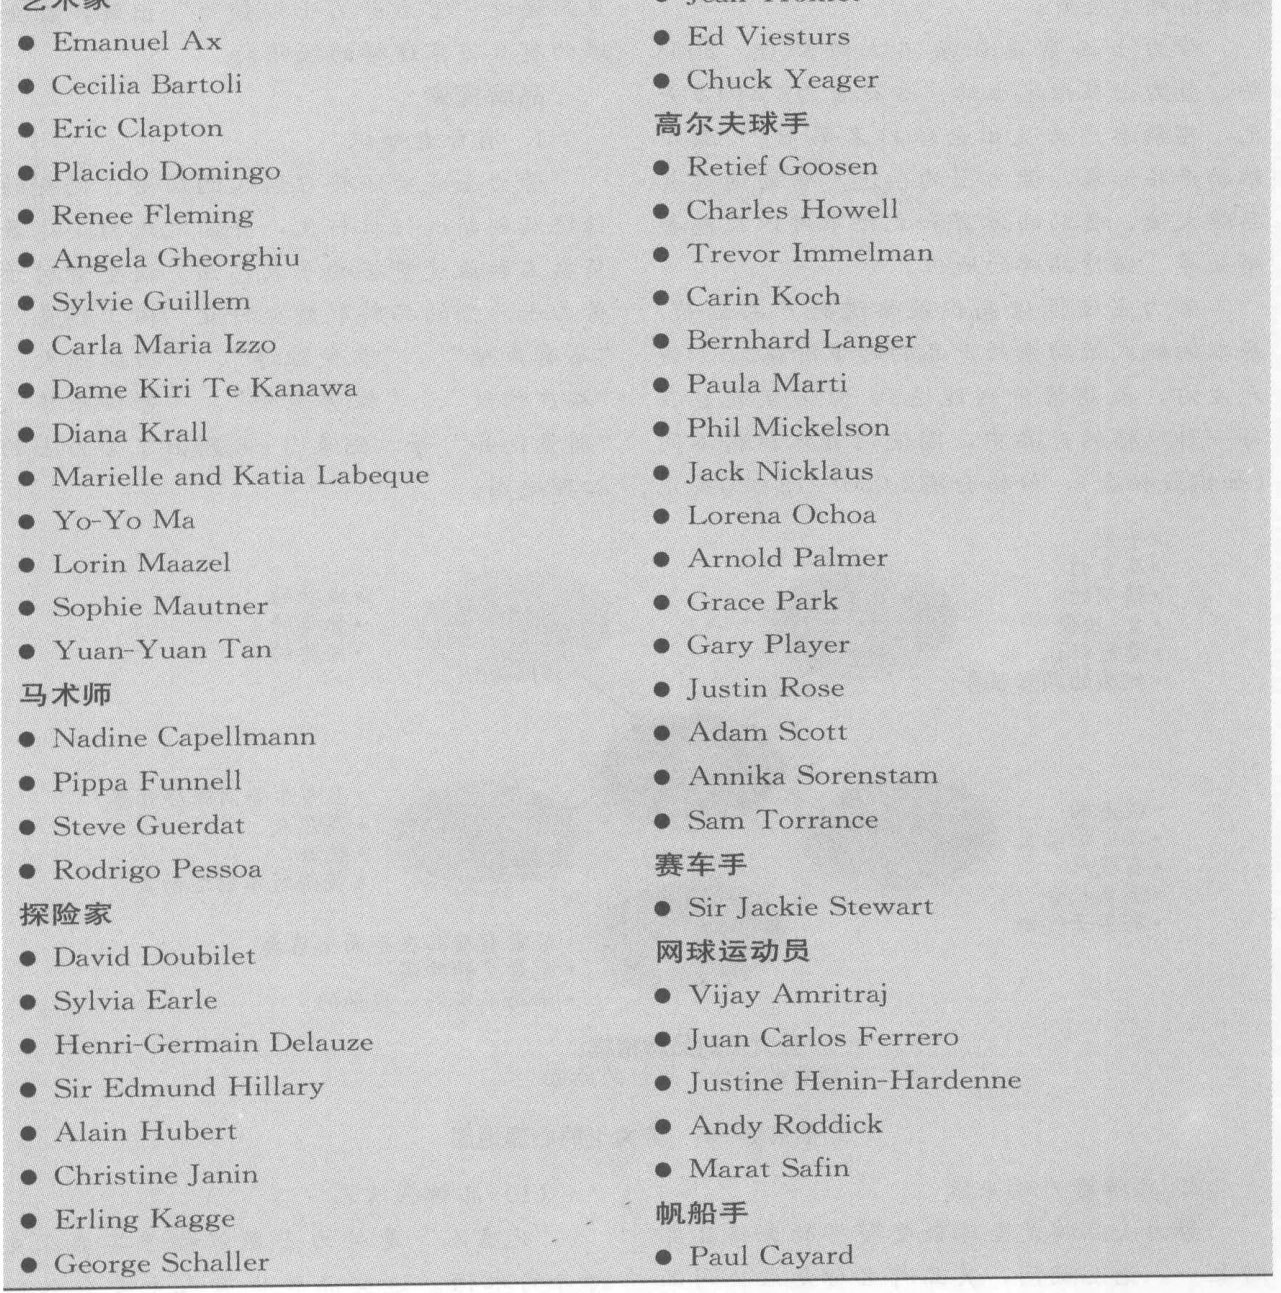 艺术家
● Emanuel Ax
● Cecilia Bartoli
● Eric Clapton
● Placido Domingo
● Renee Fleming
● Angela Gheorghiu
● Sylvie Guillem
● Carla Maria Izzo
● Dame Kiri Te Kanawa
● Diana Krall
● Marielle and Katia Labeque
● Yo-Yo Ma
● Lorin Maazel
● Sophie Mautner
● Yuan-Yuan Tan
马术师
● Nadine Capellmann
● Pippa Funnell
● Steve Guerdat
● Rodrigo Pessoa
探险家
● David Doubilet
● Sylvia Earle
● Henri-Germain Delauze
● Sir Edmund Hillary
● Alain Hubert
● Christine Janin
● Erling Kagge
● George Schaller
● Ed Viesturs
● Chuck Yeager
高尔夫球手
● Retief Goosen
● Charles Howell
● Trevor Immelman
● Carin Koch
● Bernhard Langer
● Paula Marti
● Phil Mickelson
● Jack Nicklaus
● Lorena Ochoa
● Arnold Palmer
● Grace Park
● Gary Player
● Justin Rose
● Adam Scott
● Annika Sorenstam
● Sam Torrance
赛车手
● Sir Jackie Stewart
网球运动员
● Vijay Amritraj
● Juan Carlos Ferrero
● Justine Henin-Hardenne
● Andy Roddick
● Marat Safin
帆船手
● Paul Cayard